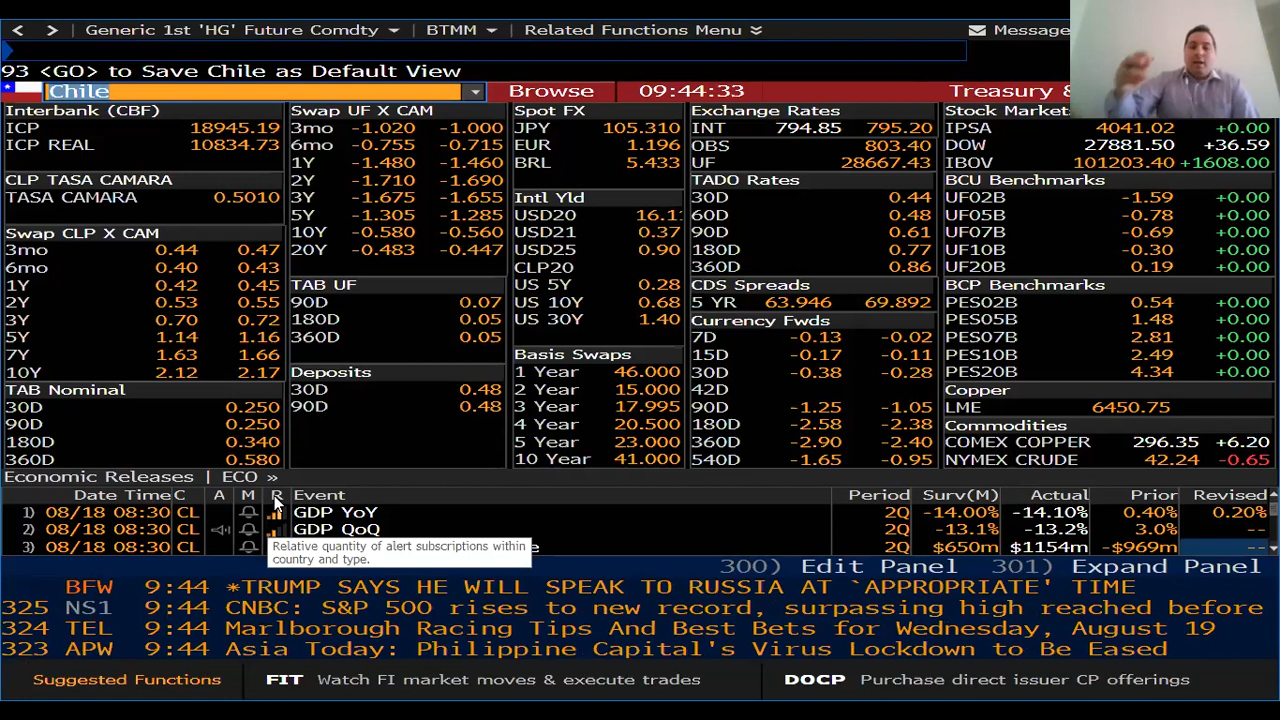 < > Generic 1st 'HG' Future Comdty BTMM Related Functions Menu Message
93 <GO> to Save Chile as Default View
Chile Browse 09:44:33 Treasury &
Interbank (CBF)
ICP 18945.19
ICP REAL 10834.73
CLP TASA CAMARA
TASA CAMARA 0.5010
Swap CLP X CAM
3mo 0.44 0.47
6mo 0.40 0.43
1Y 0.42 0.45
2Y 0.53 0.55
3Y 0.70 0.72
5Y 1.14 1.16
7Y 1.63 1.66
10Y 2.12 2.17
TAB Nominal
30D 0.250
90D 0.250
180D 0.340
360D 0.580
Swap UF X CAM
3mo -1.020 -1.000
6mo -0.755 -0.715
1Y -1.480 -1.460
2Y -1.710 -1.690
3Y -1.675 -1.655
5Y -1.305 -1.285
10Y -0.580 -0.560
20Y -0.483 -0.447
TAB UF
90D 0.07
180D 0.05
360D 0.05
Deposits
30D 0.48
90D 0.48
Spot FX
JPY 105.310
EUR 1.196
BRL 5.433
Intl Yld
USD20 16.1
USD21 0.37
USD25 0.90
CLP20
US 5Y 0.28
US 10Y 0.68
US 30Y 1.40
Basis Swaps
1 Year 46.000
2 Year 15.000
3 Year 17.995
4 Year 20.500
5 Year 23.000
10 Year 41.000
Exchange Rates
INT 794.85 795.20
OBS 803.40
UF 28667.43
TADO Rates
30D 0.44
60D 0.48
90D 0.61
180D 0.77
360D 0.86
CDS Spreads
5 YR 63.946 69.892
Currency Fwds
7D -0.13 -0.02
15D -0.17 -0.11
30D -0.38 -0.28
42D
90D -1.25 -1.05
180D -2.58 -2.38
360D -2.90 -2.40
540D -1.65 -0.95
Stock Market
IPSA 4041.02 +0.00
DOW 27881.50 +36.59
IBOV 101203.40 +1608.00
BCU Benchmarks
UF02B -1.59 +0.00
UF05B -0.78 +0.00
UF07B -0.69 +0.00
UF10B -0.30 +0.00
UF20B 0.19 +0.00
BCP Benchmarks
PES02B 0.54 +0.00
PES05B 1.48 +0.00
PES07B 2.81 +0.00
PES10B 2.49 +0.00
PES20B 4.34 +0.00
Copper
LME 6450.75
Commodities
COMEX COPPER 296.35 +6.20
NYMEX CRUDE 42.24 -0.65
Economic Releases | ECO »
Date Time C A M R Event Period Surv(M) Actual Prior Revised
1) 08/18 08:30 CL GDP YoY 2Q -14.00% -14.10% 0.40% 0.20%
2) 08/18 08:30 CL GDP QoQ 2Q -13.1% -13.2% 3.0% --
3) 08/18 08:30 CL e 2Q $650m $1154m -$969m --
Relative quantity of alert subscriptions within
country and type.
300) Edit Panel 301) Expand Panel
BFW 9:44 *TRUMP SAYS HE WILL SPEAK TO RUSSIA AT `APPROPRIATE' TIME
325 NS1 9:44 CNBC: S&P 500 rises to new record, surpassing high reached before
324 TEL 9:44 Marlborough Racing Tips And Best Bets for Wednesday, August 19
323 APW 9:44 Asia Today: Philippine Capital's Virus Lockdown to Be Eased
Suggested Functions FIT Watch FI market moves & execute trades DOCP Purchase direct issuer CP offerings